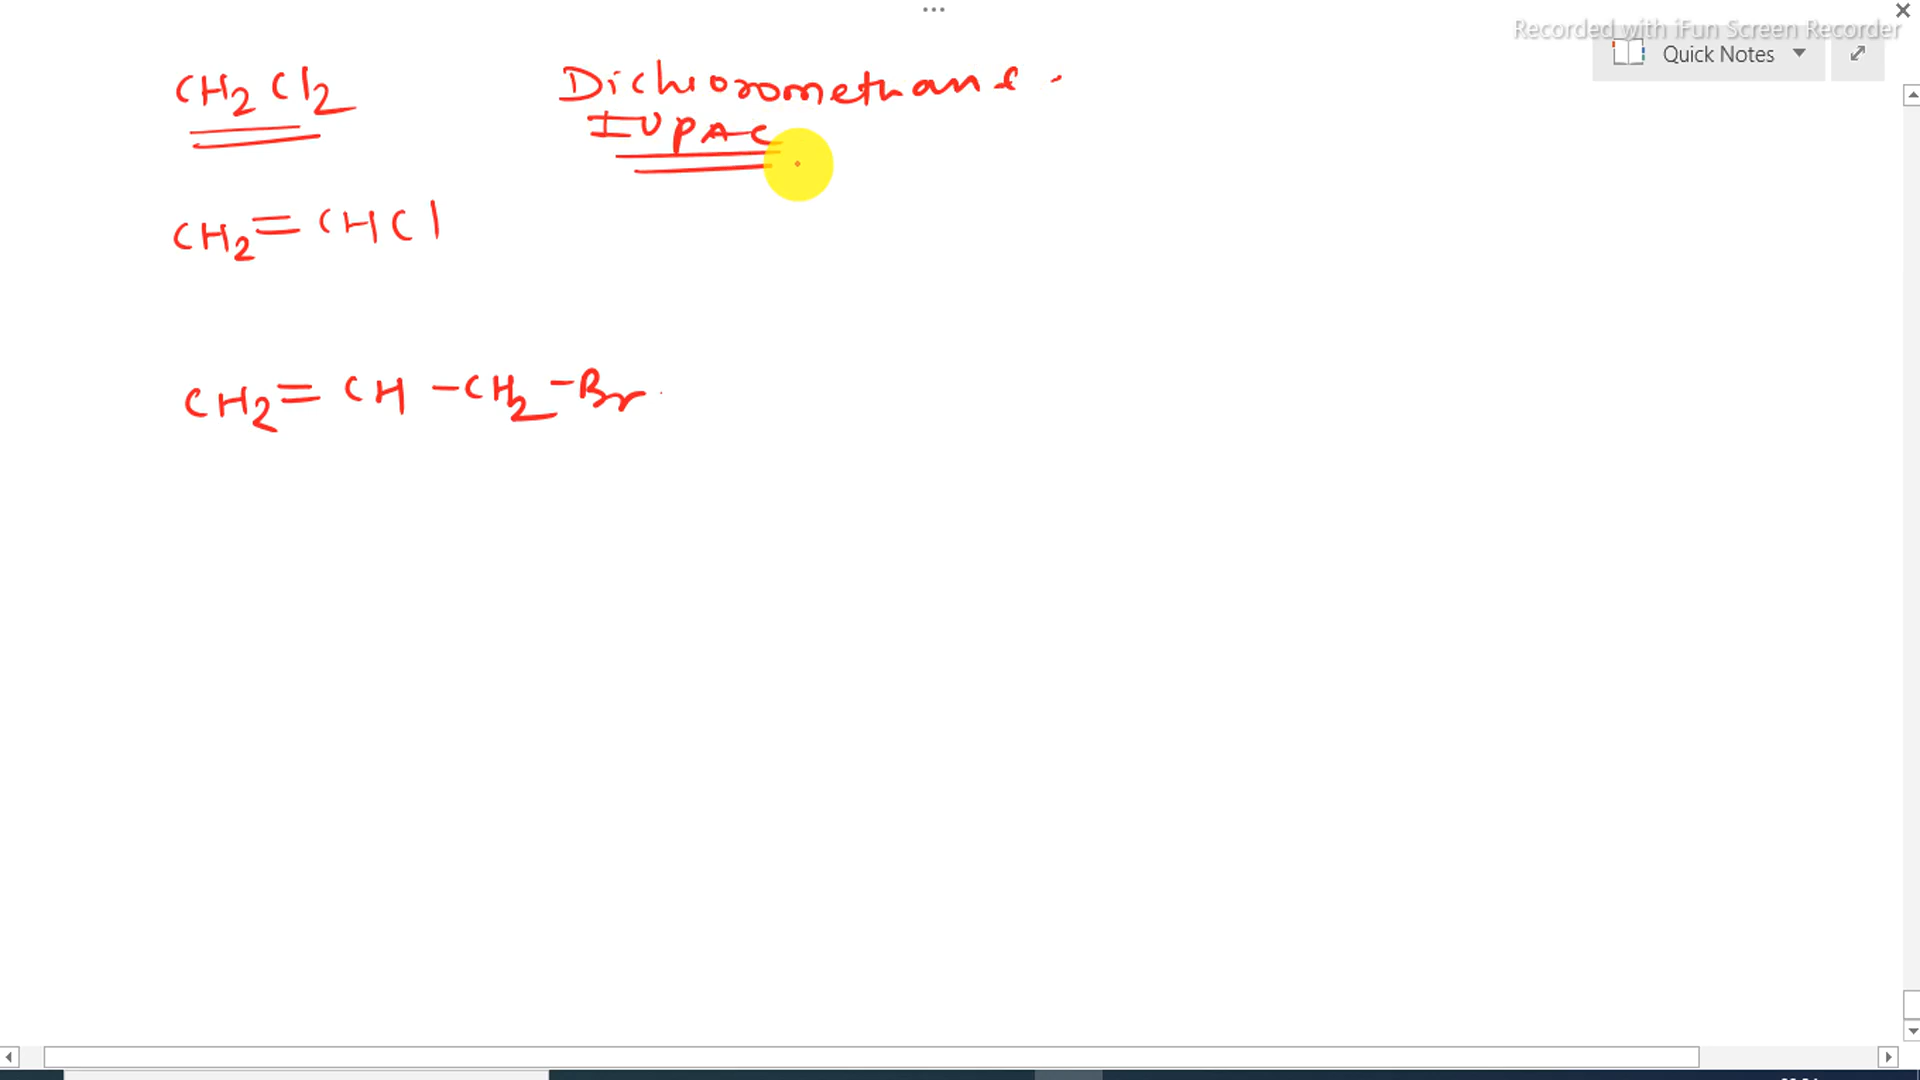 Recorded with iFun Screen Recorder
Quick Notes
CH2Cl2 Dichloromethane.
IUPAC
CH2=CHCl
CH2=CH-CH2-Br.